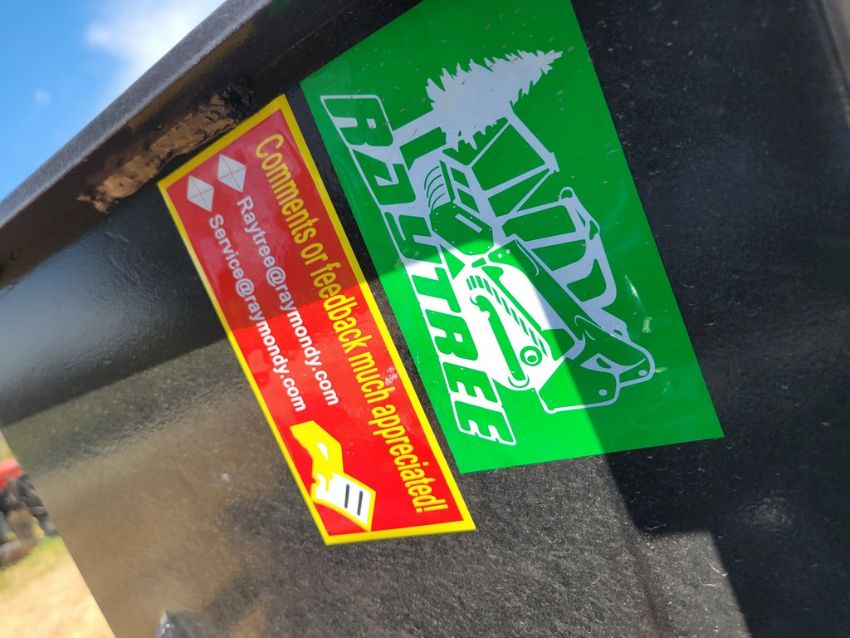 RAYTREE
Comments or feedback much appreciated!
Raytree@raymondy.com
Service@raymondy.com